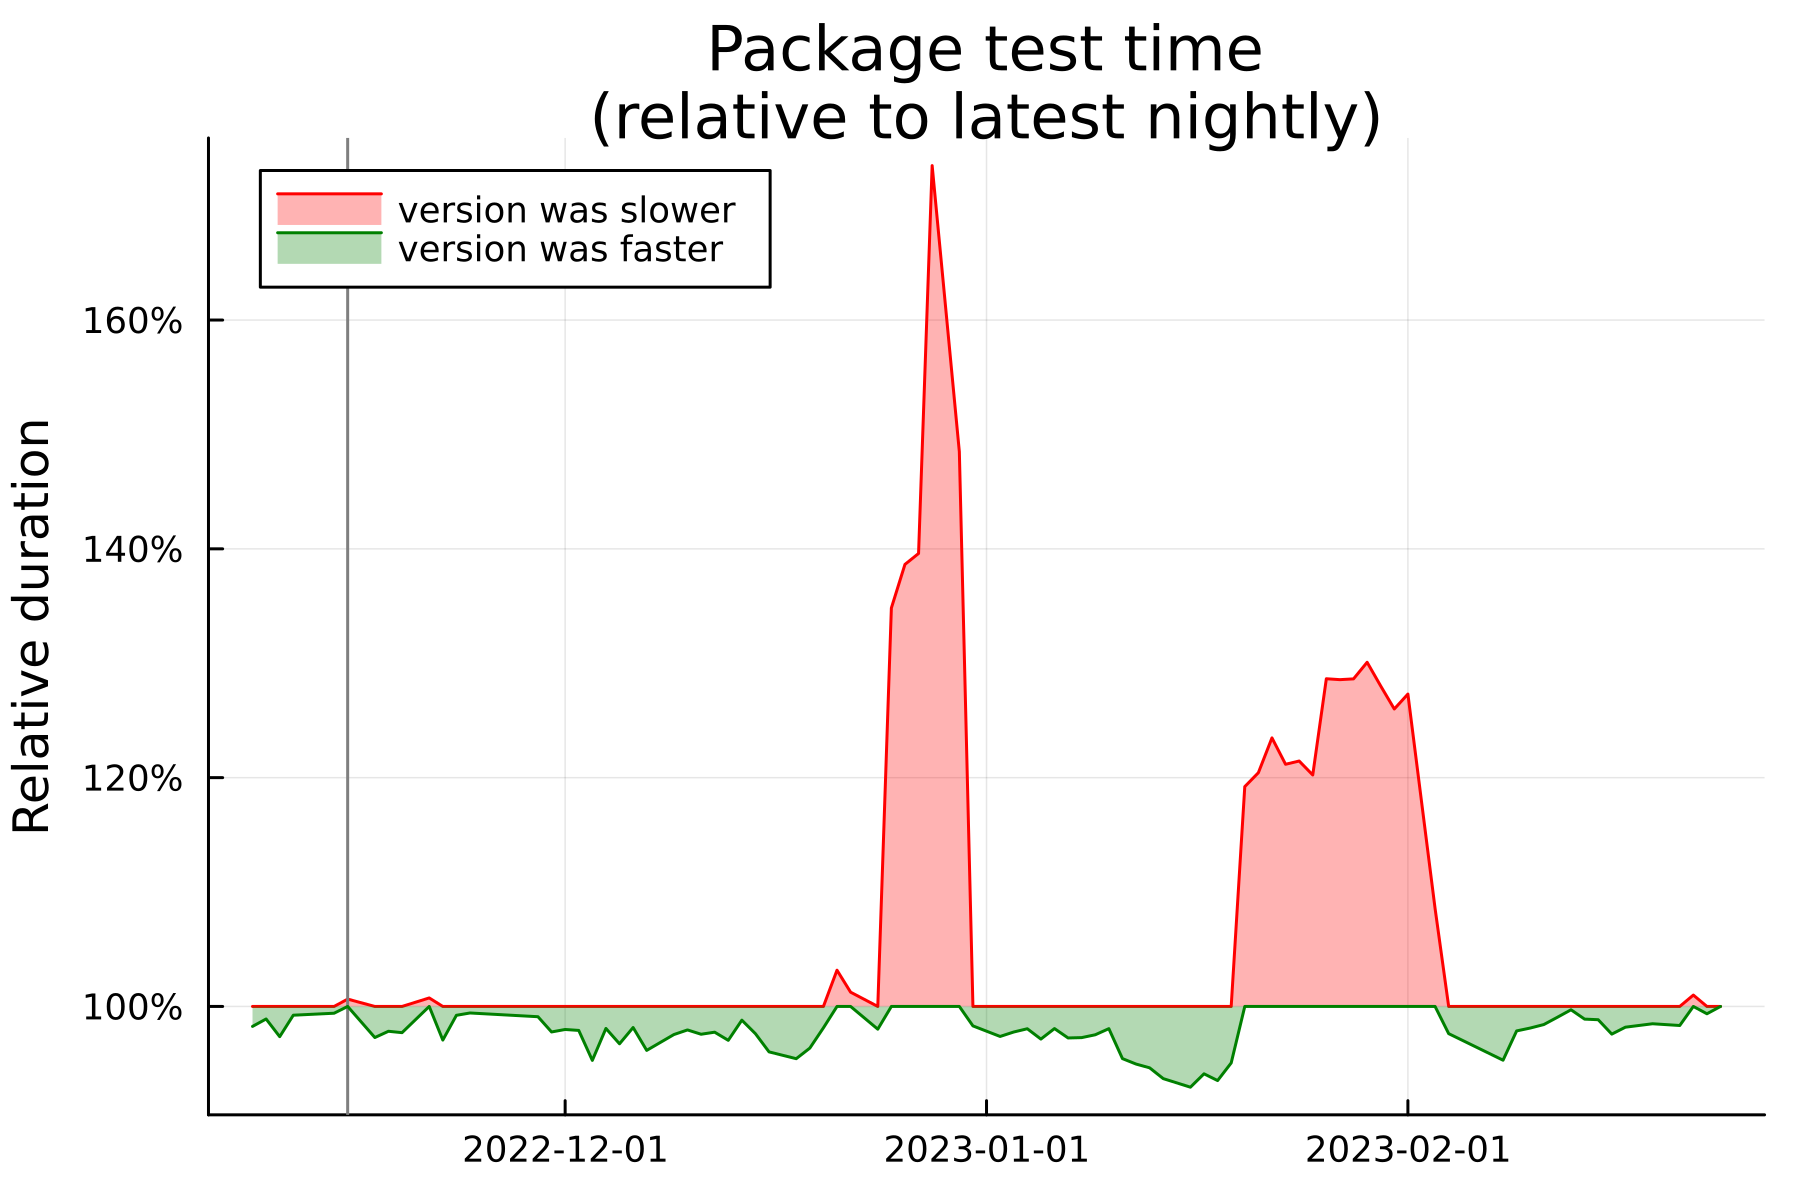 Package test time
(relative to latest nightly)
version was slower
version was faster
160%
140%
120%
100%
Relative duration
2022-12-01
2023-01-01
2023-02-01